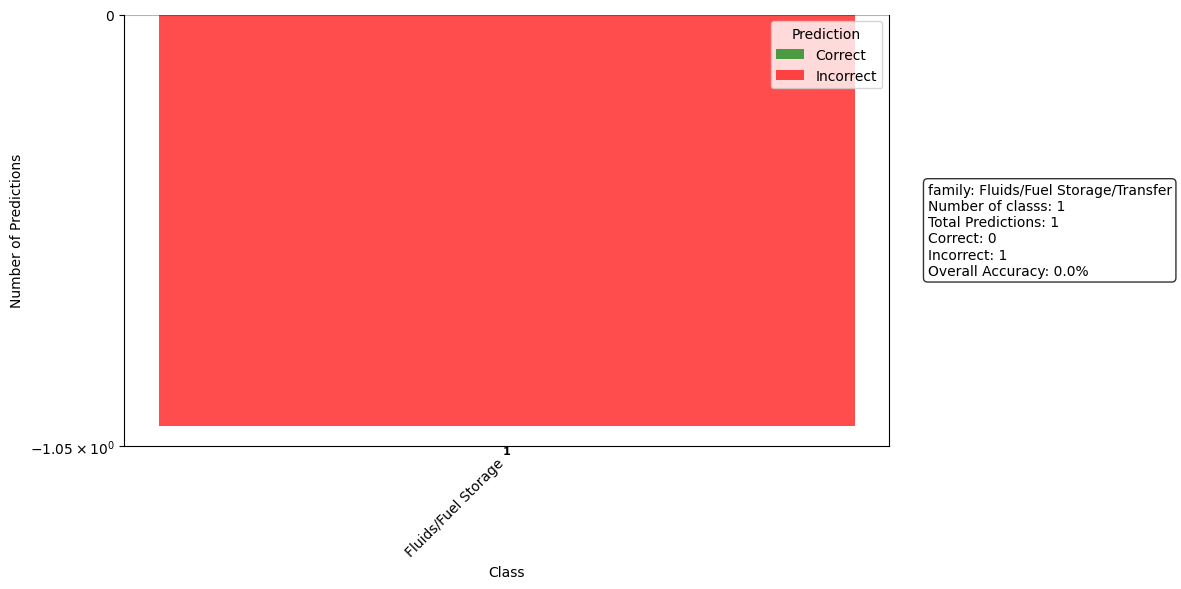 0
Prediction
Correct
Incorrect
Number of Predictions
family: Fluids/Fuel Storage/Transfer
Number of classs: 1
Total Predictions: 1
Correct: 0
Incorrect: 1
Overall Accuracy: 0.0%
−1.05 × 10⁰
1
Fluids/Fuel Storage
Class